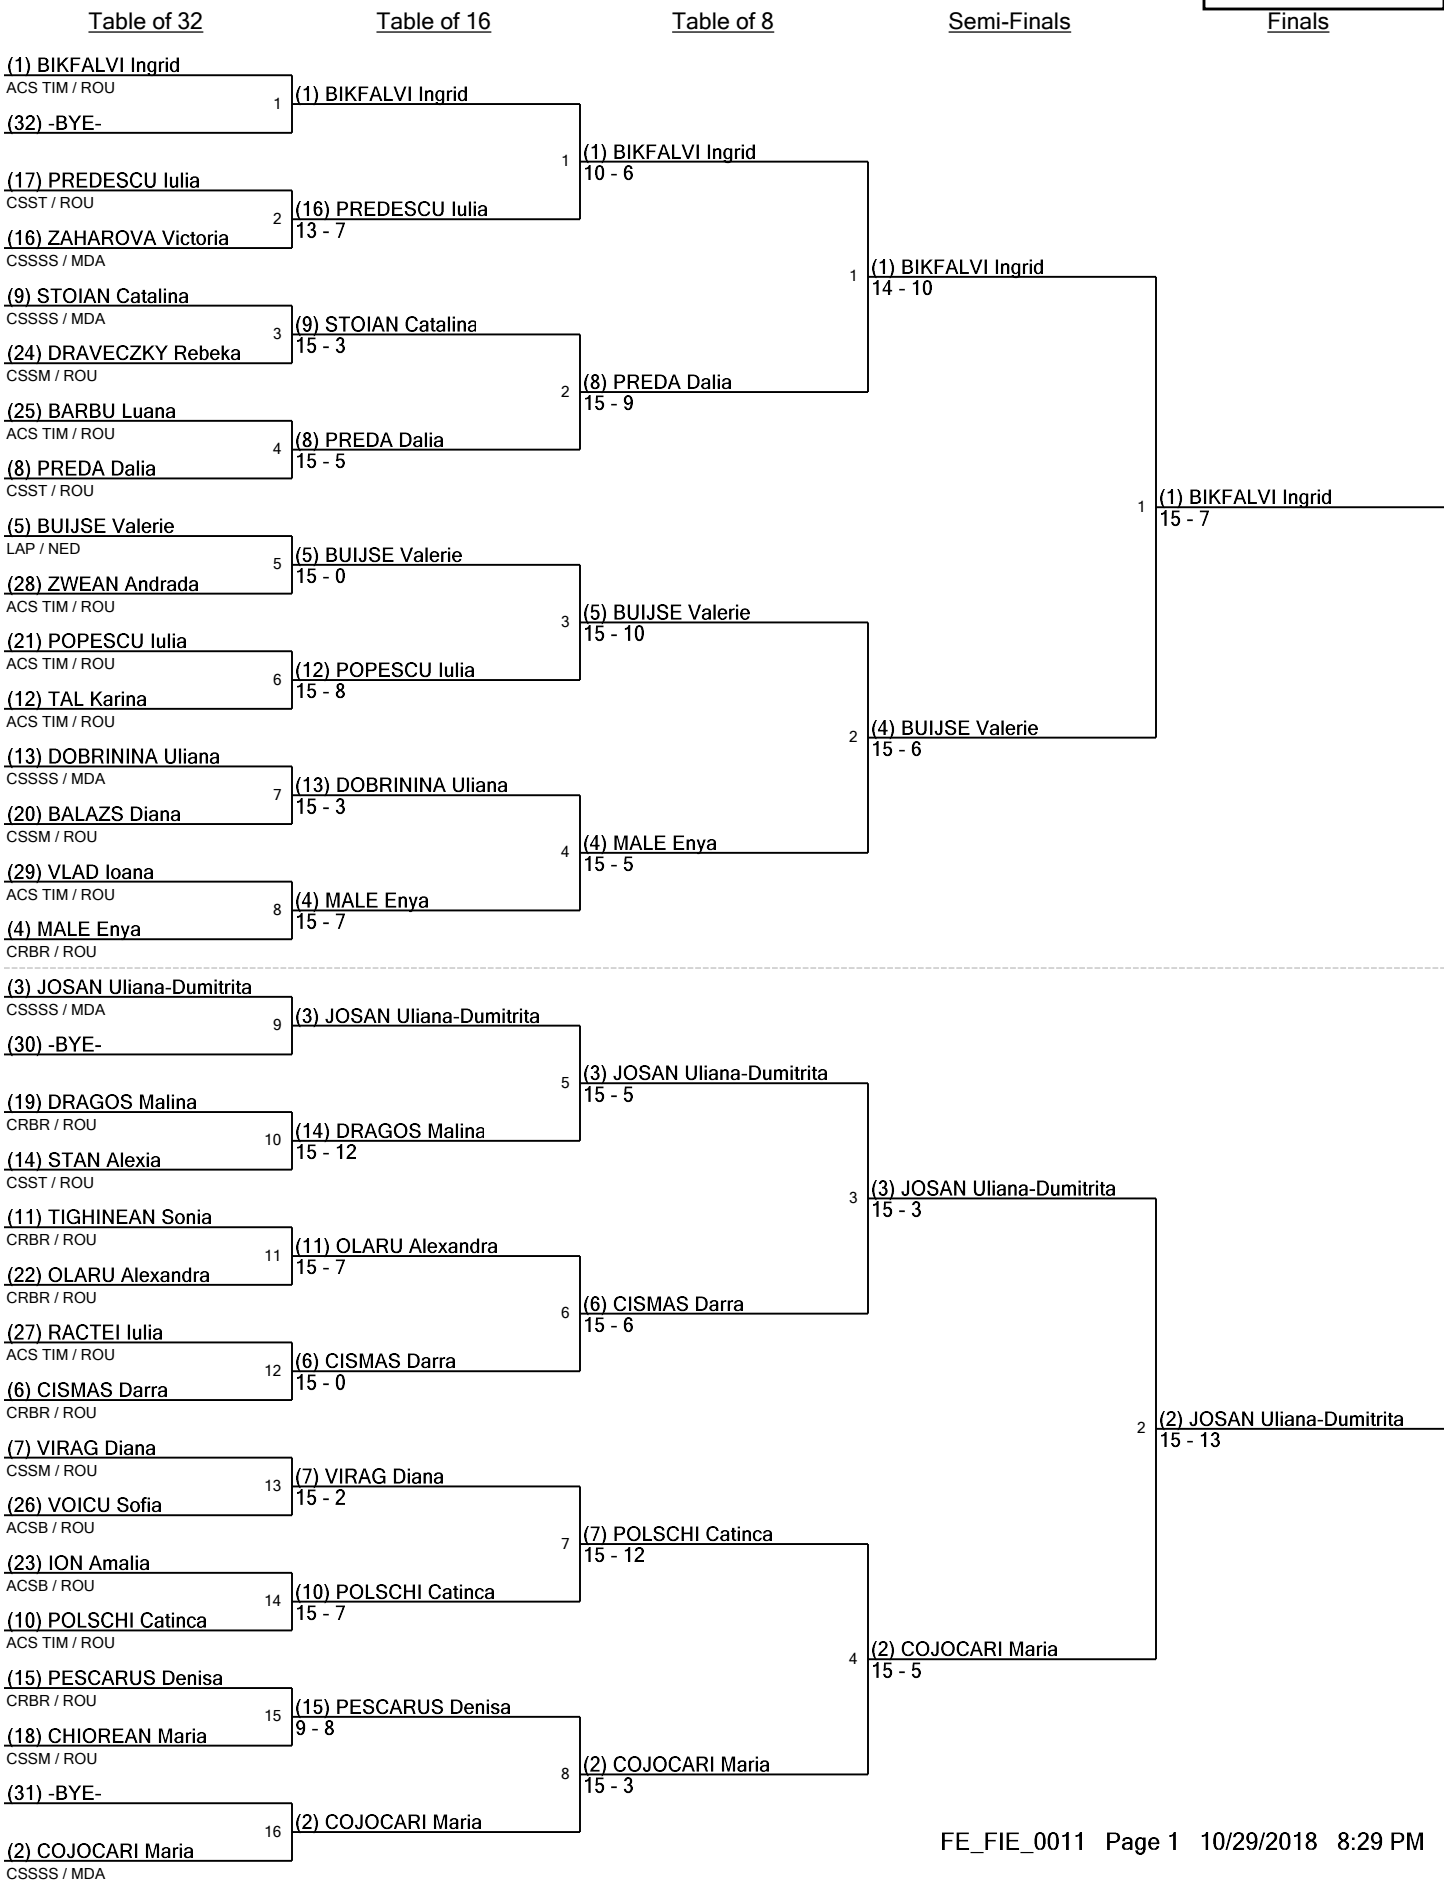 Table of 32
Table of 16
Table of 8
Semi-Finals
Finals
(1) BIKFALVI Ingrid
ACS TIM / ROU
1
(32) -BYE-
(17) PREDESCU Iulia
CSST / ROU
2
(16) ZAHAROVA Victoria
CSSSS / MDA
(9) STOIAN Catalina
CSSSS / MDA
3
(24) DRAVECZKY Rebeka
CSSM / ROU
(25) BARBU Luana
ACS TIM / ROU
4
(8) PREDA Dalia
CSST / ROU
(5) BUIJSE Valerie
LAP / NED
5
(28) ZWEAN Andrada
ACS TIM / ROU
(21) POPESCU Iulia
ACS TIM / ROU
6
(12) TAL Karina
ACS TIM / ROU
(13) DOBRININA Uliana
CSSSS / MDA
7
(20) BALAZS Diana
CSSM / ROU
(29) VLAD Ioana
ACS TIM / ROU
8
(4) MALE Enya
CRBR / ROU
(3) JOSAN Uliana-Dumitrita
CSSSS / MDA
9
(30) -BYE-
(19) DRAGOS Malina
CRBR / ROU
10
(14) STAN Alexia
CSST / ROU
(11) TIGHINEAN Sonia
CRBR / ROU
11
(22) OLARU Alexandra
CRBR / ROU
(27) RACTEI Iulia
ACS TIM / ROU
12
(6) CISMAS Darra
CRBR / ROU
(7) VIRAG Diana
CSSM / ROU
13
(26) VOICU Sofia
ACSB / ROU
(23) ION Amalia
ACSB / ROU
14
(10) POLSCHI Catinca
ACS TIM / ROU
(15) PESCARUS Denisa
CRBR / ROU
15
(18) CHIOREAN Maria
CSSM / ROU
(31) -BYE-
16
(2) COJOCARI Maria
CSSSS / MDA
(1) BIKFALVI Ingrid
1
(16) PREDESCU Iulia
13 - 7
(9) STOIAN Catalina
15 - 3
2
(8) PREDA Dalia
15 - 5
(5) BUIJSE Valerie
15 - 0
3
(12) POPESCU Iulia
15 - 8
(13) DOBRININA Uliana
15 - 3
4
(4) MALE Enya
15 - 7
(3) JOSAN Uliana-Dumitrita
5
(14) DRAGOS Malina
15 - 12
(11) OLARU Alexandra
15 - 7
6
(6) CISMAS Darra
15 - 0
(7) VIRAG Diana
15 - 2
7
(10) POLSCHI Catinca
15 - 7
(15) PESCARUS Denisa
9 - 8
8
(2) COJOCARI Maria
(1) BIKFALVI Ingrid
10 - 6
1
(8) PREDA Dalia
15 - 9
(5) BUIJSE Valerie
15 - 10
2
(4) MALE Enya
15 - 5
(3) JOSAN Uliana-Dumitrita
15 - 5
3
(6) CISMAS Darra
15 - 6
(7) POLSCHI Catinca
15 - 12
4
(2) COJOCARI Maria
15 - 3
(1) BIKFALVI Ingrid
14 - 10
1
(4) BUIJSE Valerie
15 - 6
(3) JOSAN Uliana-Dumitrita
15 - 3
2
(2) COJOCARI Maria
15 - 5
(1) BIKFALVI Ingrid
15 - 7
(2) JOSAN Uliana-Dumitrita
15 - 13
FE_FIE_0011 Page 1 10/29/2018 8:29 PM